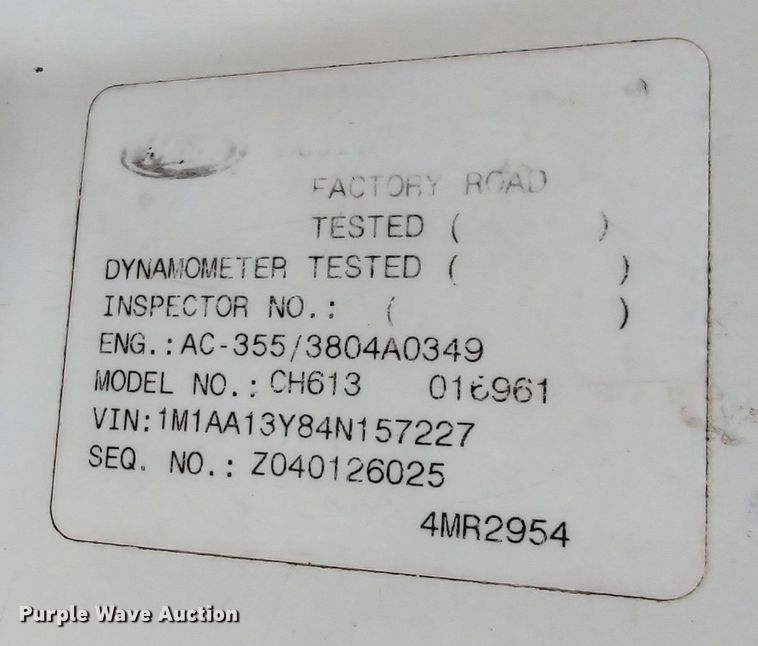 FACTORY ROAD
TESTED ( )
DYNAMOMETER TESTED ( )
INSPECTOR NO.: ( )
ENG.: AC-355/3804A0349
MODEL NO.: CH613 016961
VIN: 1M1AA13Y84N157227
SEQ. NO.: Z040126025
4MR2954
Purple Wave Auction